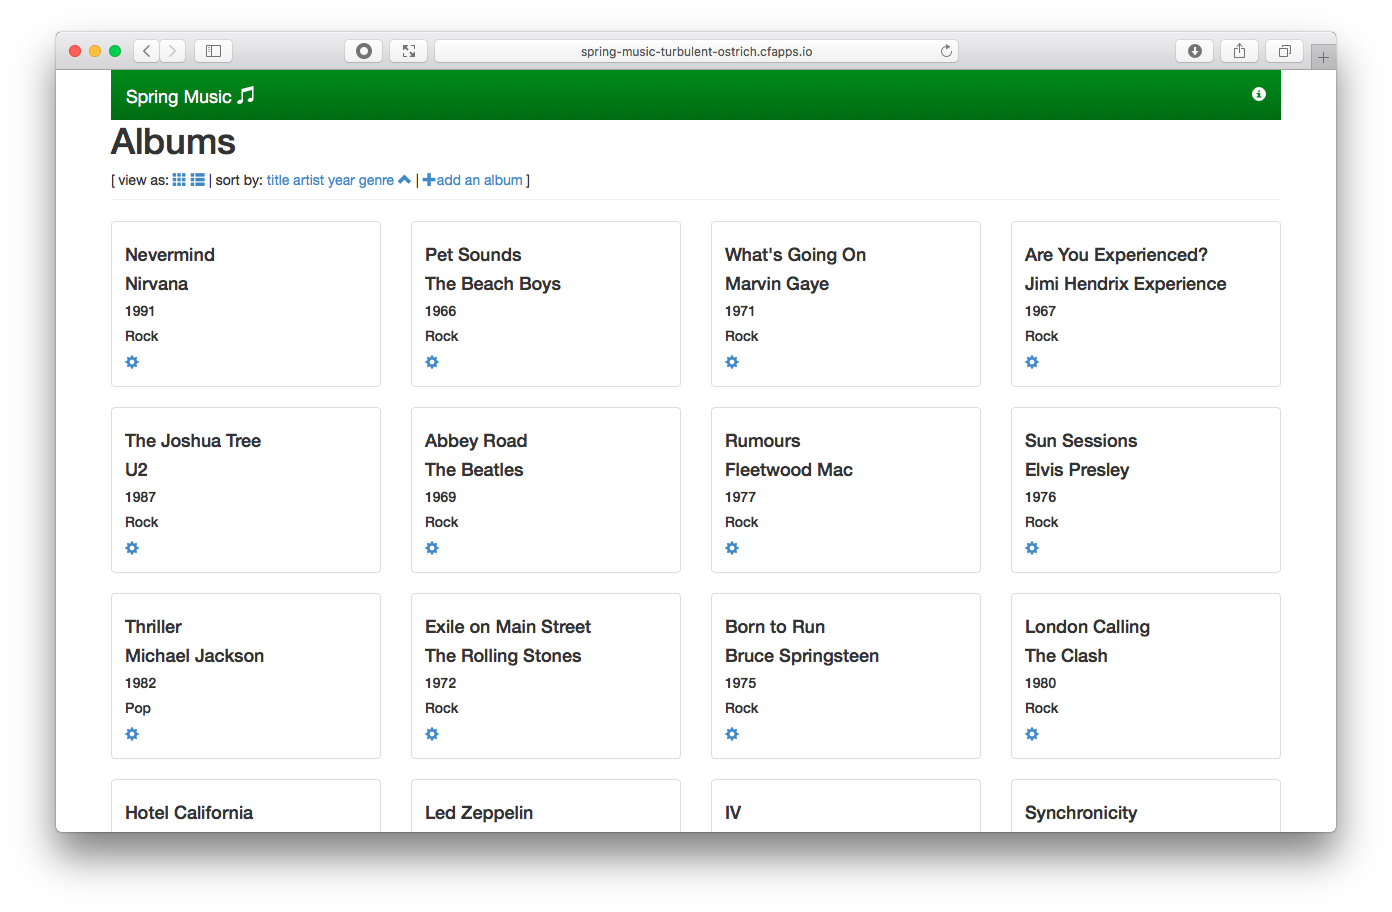 spring-music-turbulent-ostrich.cfapps.io
Spring Music
Albums
[ view as: | sort by: title artist year genre | add an album ]
Nevermind
Nirvana
1991
Rock
Pet Sounds
The Beach Boys
1966
Rock
What's Going On
Marvin Gaye
1971
Rock
Are You Experienced?
Jimi Hendrix Experience
1967
Rock
The Joshua Tree
U2
1987
Rock
Abbey Road
The Beatles
1969
Rock
Rumours
Fleetwood Mac
1977
Rock
Sun Sessions
Elvis Presley
1976
Rock
Thriller
Michael Jackson
1982
Pop
Exile on Main Street
The Rolling Stones
1972
Rock
Born to Run
Bruce Springsteen
1975
Rock
London Calling
The Clash
1980
Rock
Hotel California
Led Zeppelin
IV
Synchronicity